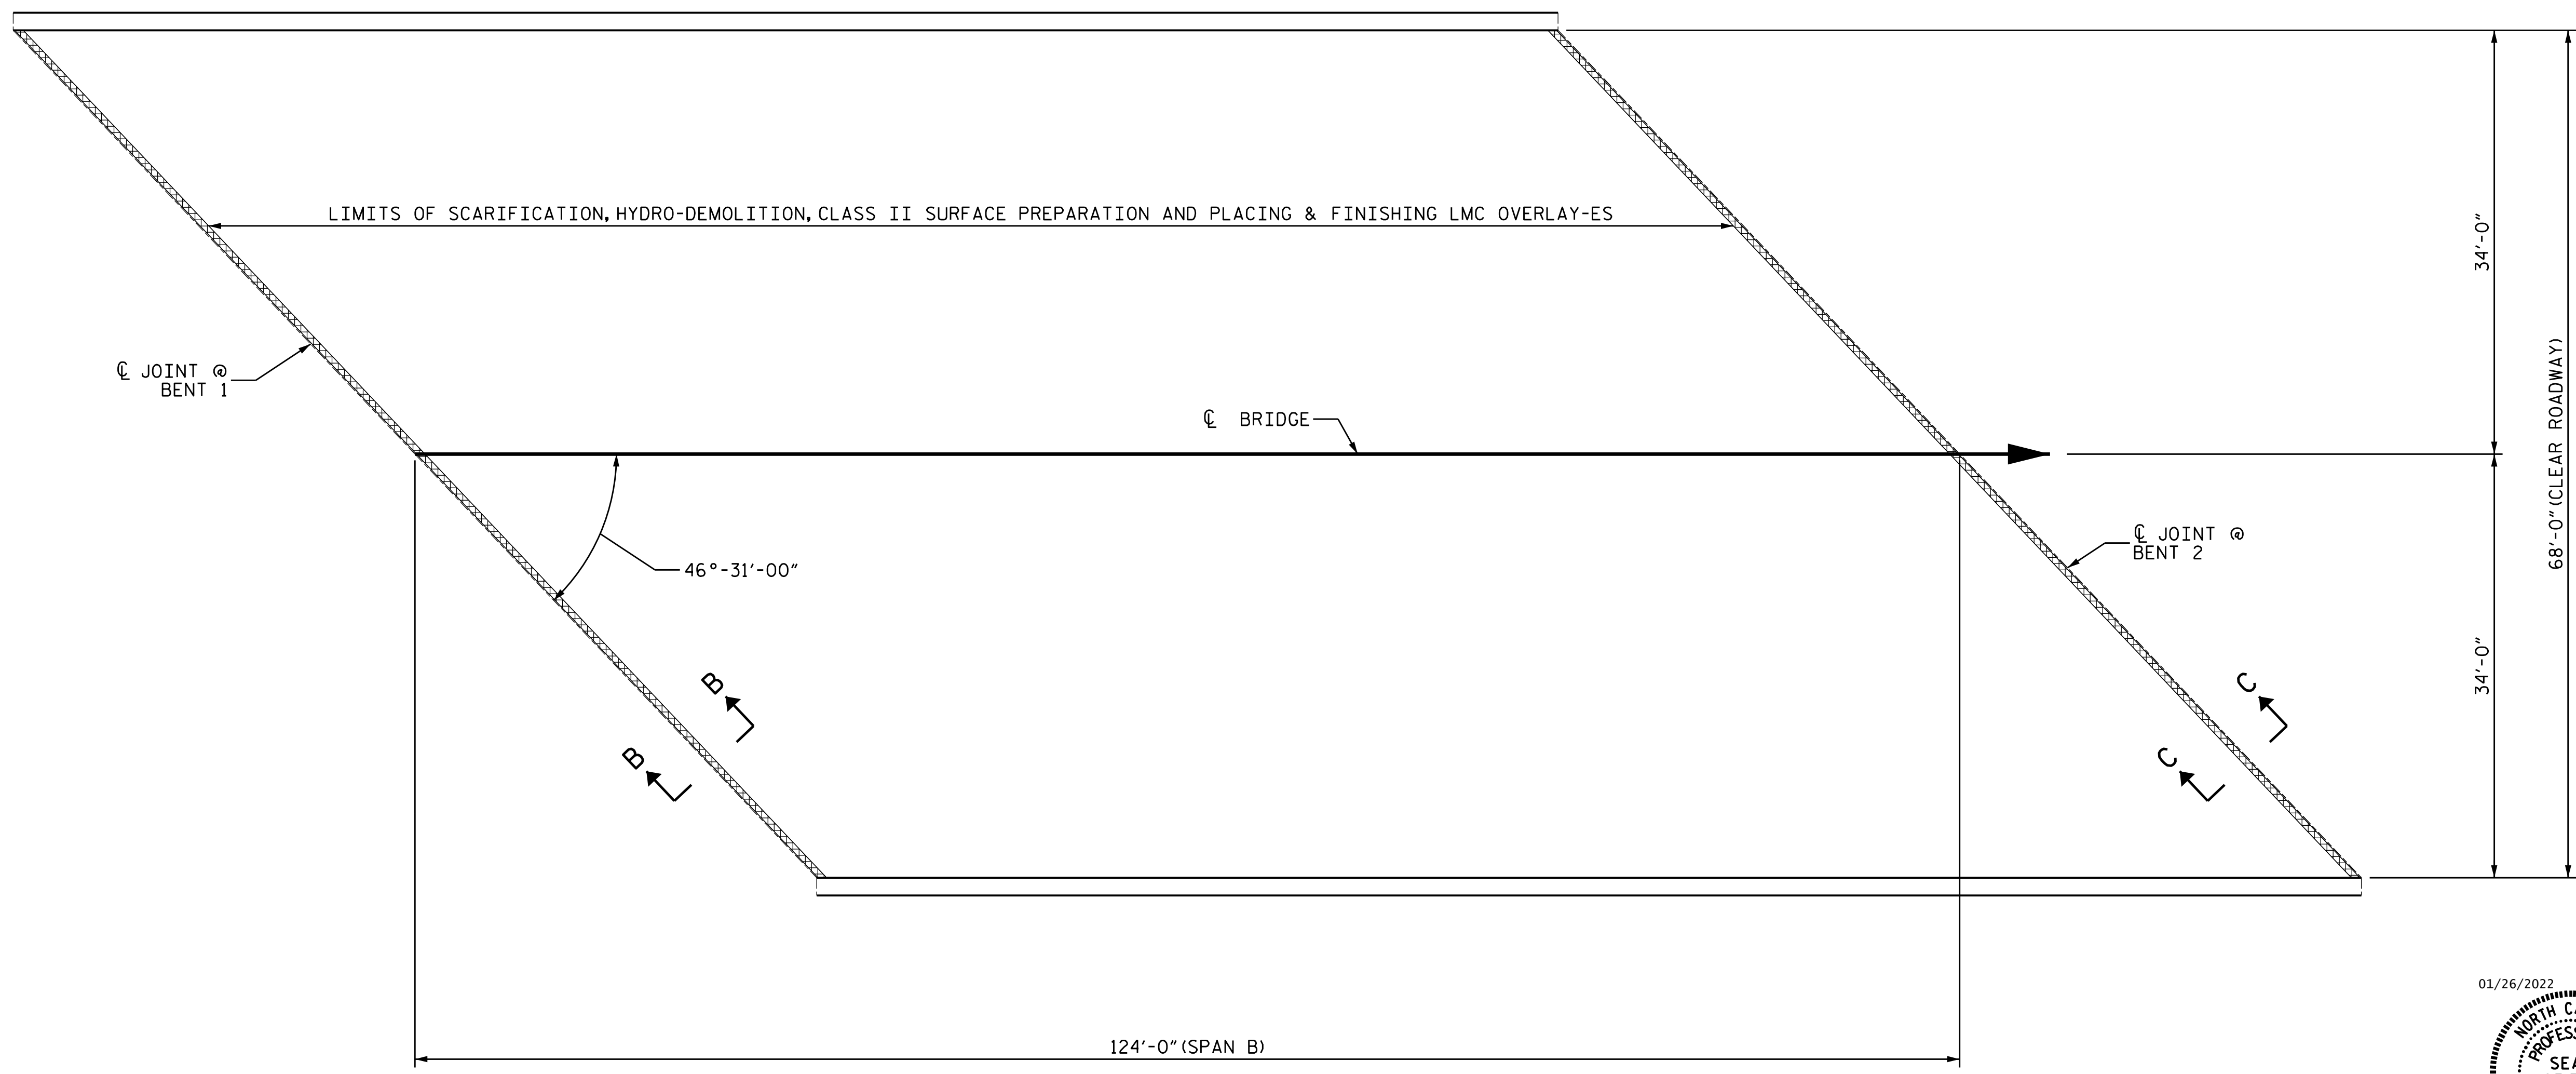 LIMITS OF SCARIFICATION, HYDRO-DEMOLITION, CLASS II SURFACE PREPARATION AND PLACING & FINISHING LMC OVERLAY-ES
34'-0"
68'-0" (CLEAR ROADWAY)
℄ JOINT @
BENT 1
℄ BRIDGE
℄ JOINT @
BENT 2
46°-31'-00"
34'-0"
B
B
C
C
01/26/2022
NORTH
124'-0" (SPAN B)